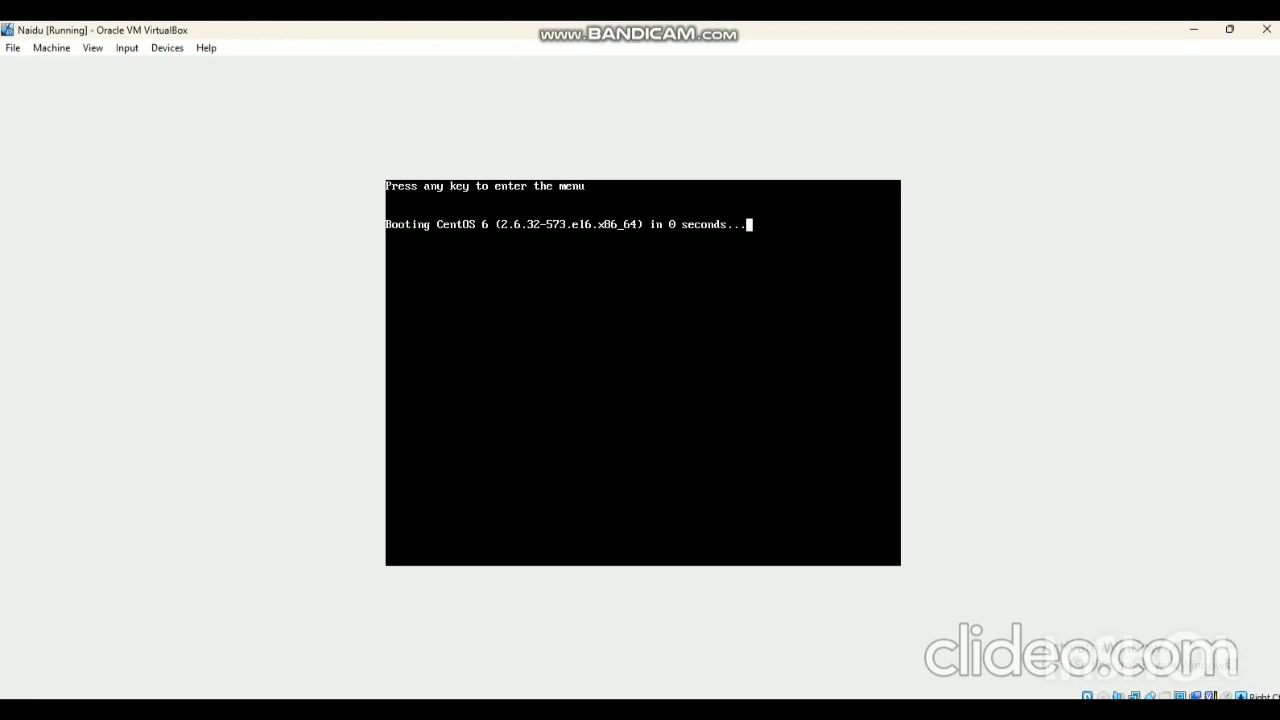 Naidu [Running] - Oracle VM VirtualBox
www.BANDICAM.com
File Machine View Input Devices Help
Press any key to enter the menu
Booting CentOS 6 (2.6.32-573.el6.x86_64) in 0 seconds...
clideo.com
Right C